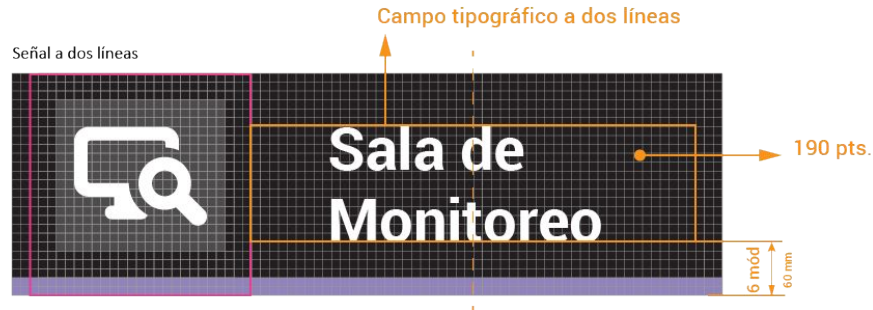 Campo tipográfico a dos líneas
Señal a dos líneas
Sala de
Monitoreo
190 pts.
6 mód
60 mm